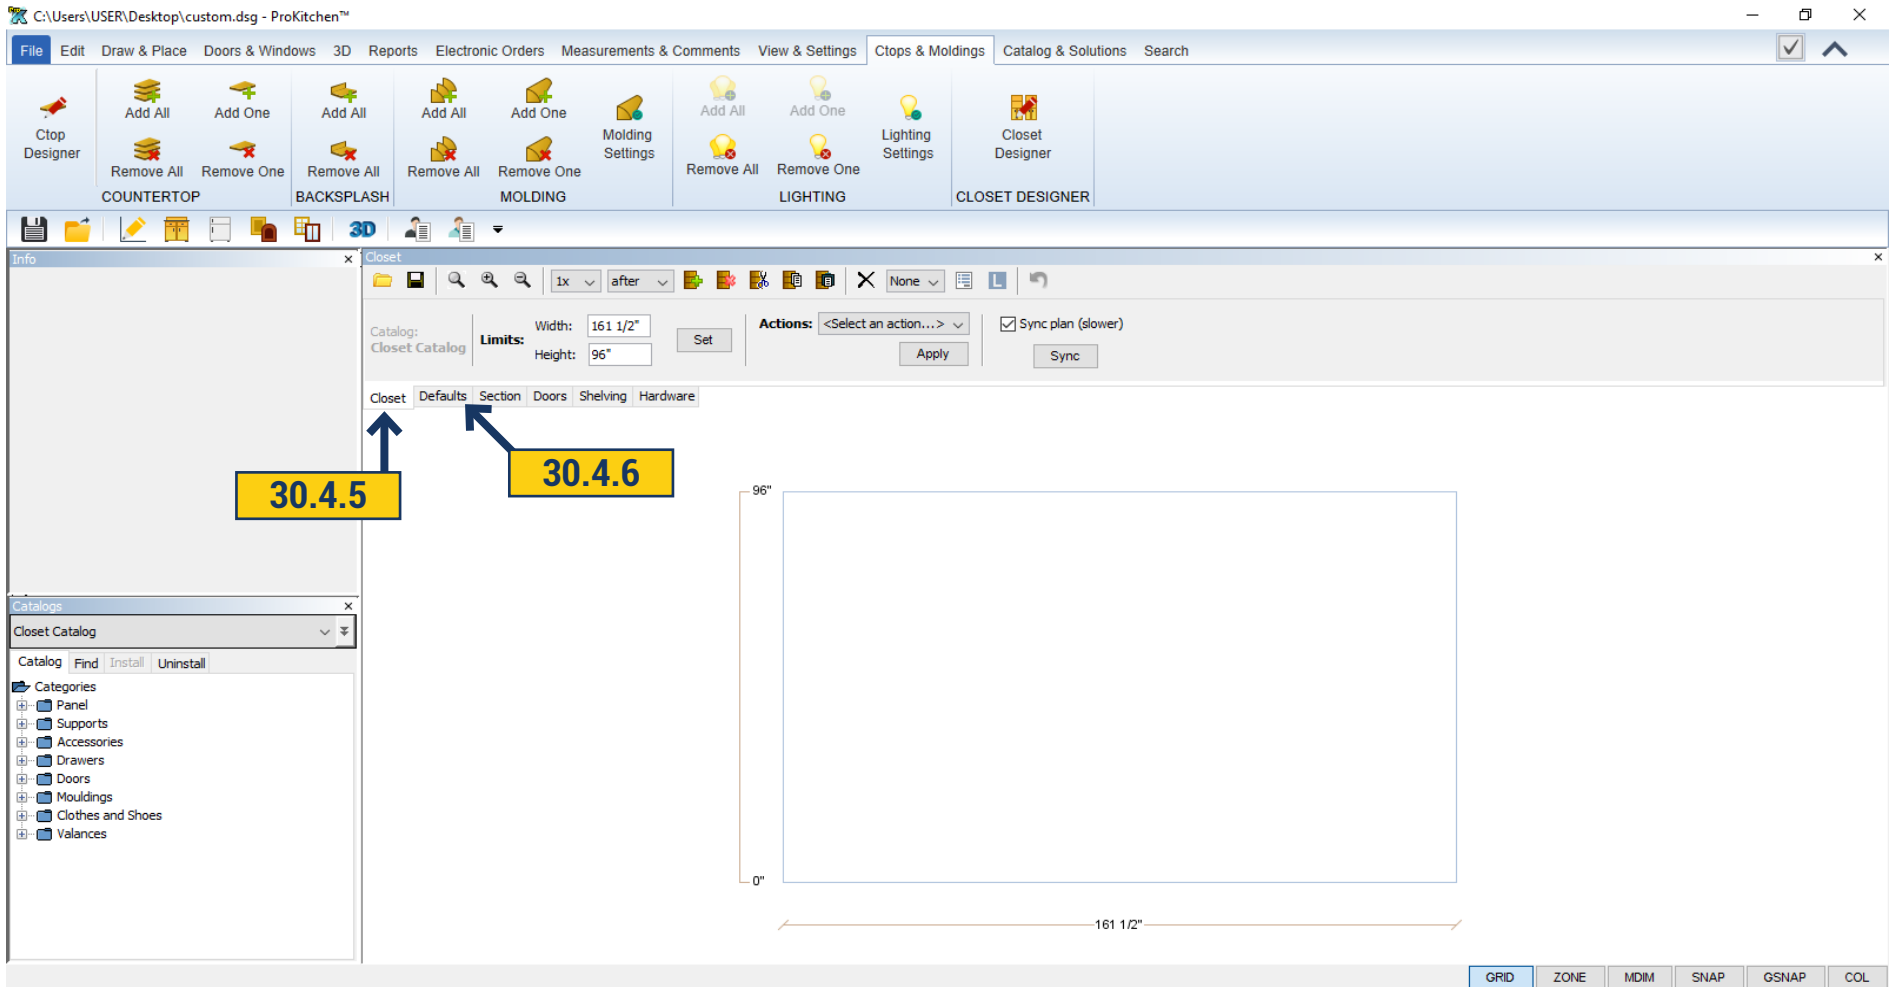 C:\Users\USER\Desktop\custom.dsg - ProKitchen™
File Edit Draw & Place Doors & Windows 3D Reports Electronic Orders Measurements & Comments View & Settings Ctops & Moldings Catalog & Solutions Search
Ctop Designer
Add All Add One
Remove All Remove One
COUNTERTOP
Add All
Remove All
BACKSPLASH
Add All Add One
Remove All Remove One
Molding Settings
MOLDING
Add All Add One
Remove All Remove One
Lighting Settings
LIGHTING
Closet Designer
CLOSET DESIGNER
3D
Info
Closet
1x after None L
Catalog:
Closet Catalog
Limits:
Width: 161 1/2"
Height: 96"
Set
Actions: <Select an action...>
Apply
Sync plan (slower)
Sync
Closet Defaults Section Doors Shelving Hardware
30.4.5
30.4.6
96"
0"
161 1/2"
Catalogs
Closet Catalog
Catalog Find Install Uninstall
Categories
Panel
Supports
Accessories
Drawers
Doors
Mouldings
Clothes and Shoes
Valances
GRID ZONE MDIM SNAP GSNAP COL